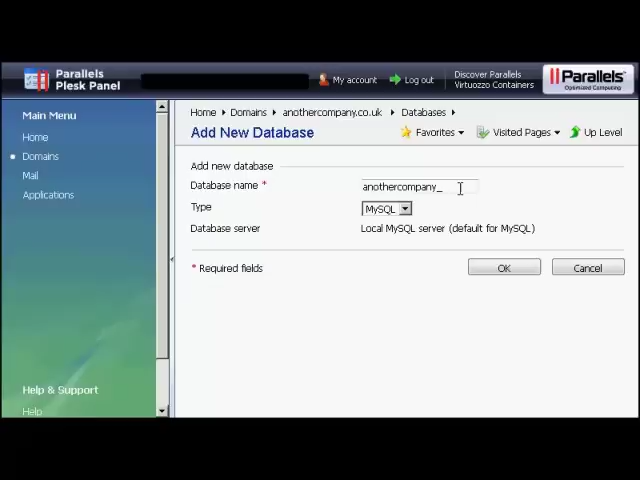 Parallels
Plesk Panel
My account
Log out
Discover Parallels
Virtuozzo Containers
Parallels
Optimized Computing
Main Menu
Home
Domains
Mail
Applications
Help & Support
Help
Home Domains anothercompany.co.uk Databases
Add New Database
Favorites Visited Pages Up Level
Add new database
Database name * anothercompany_
Type MySQL
Database server Local MySQL server (default for MySQL)
* Required fields
OK Cancel